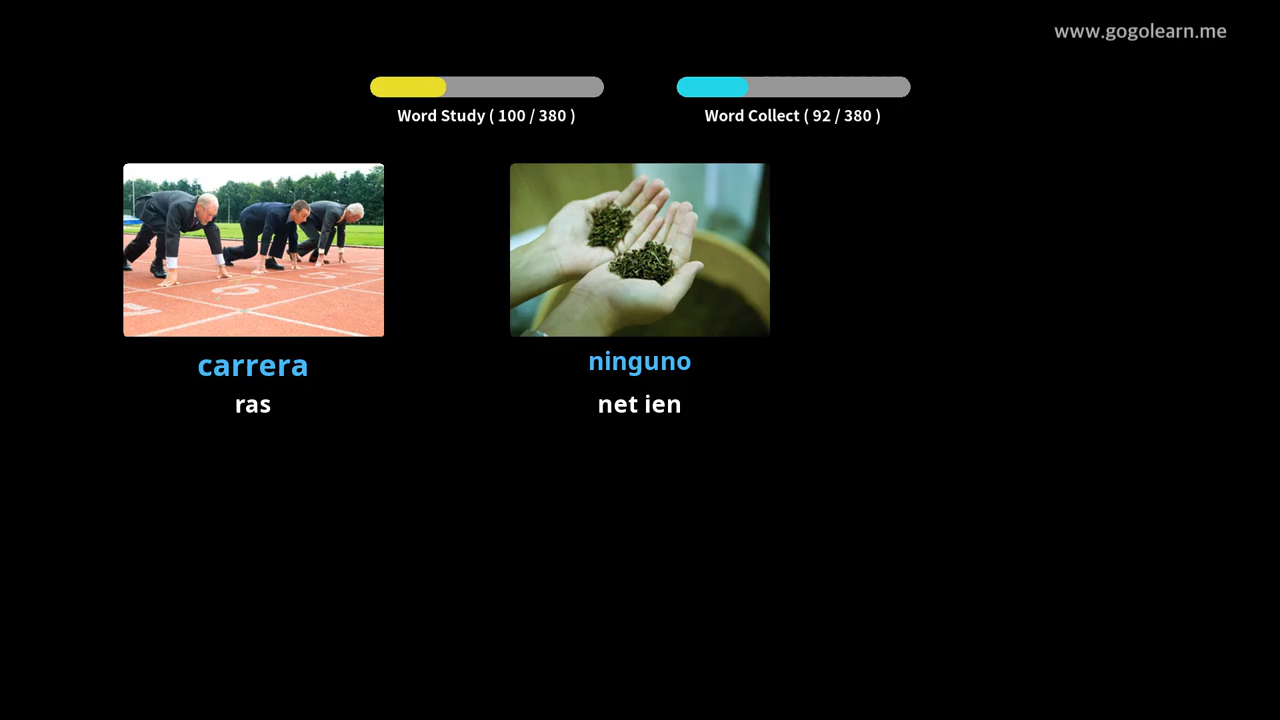 www.gogolearn.me
Word Study ( 100 / 380 )
Word Collect ( 92 / 380 )
carrera
ras
ninguno
net ien